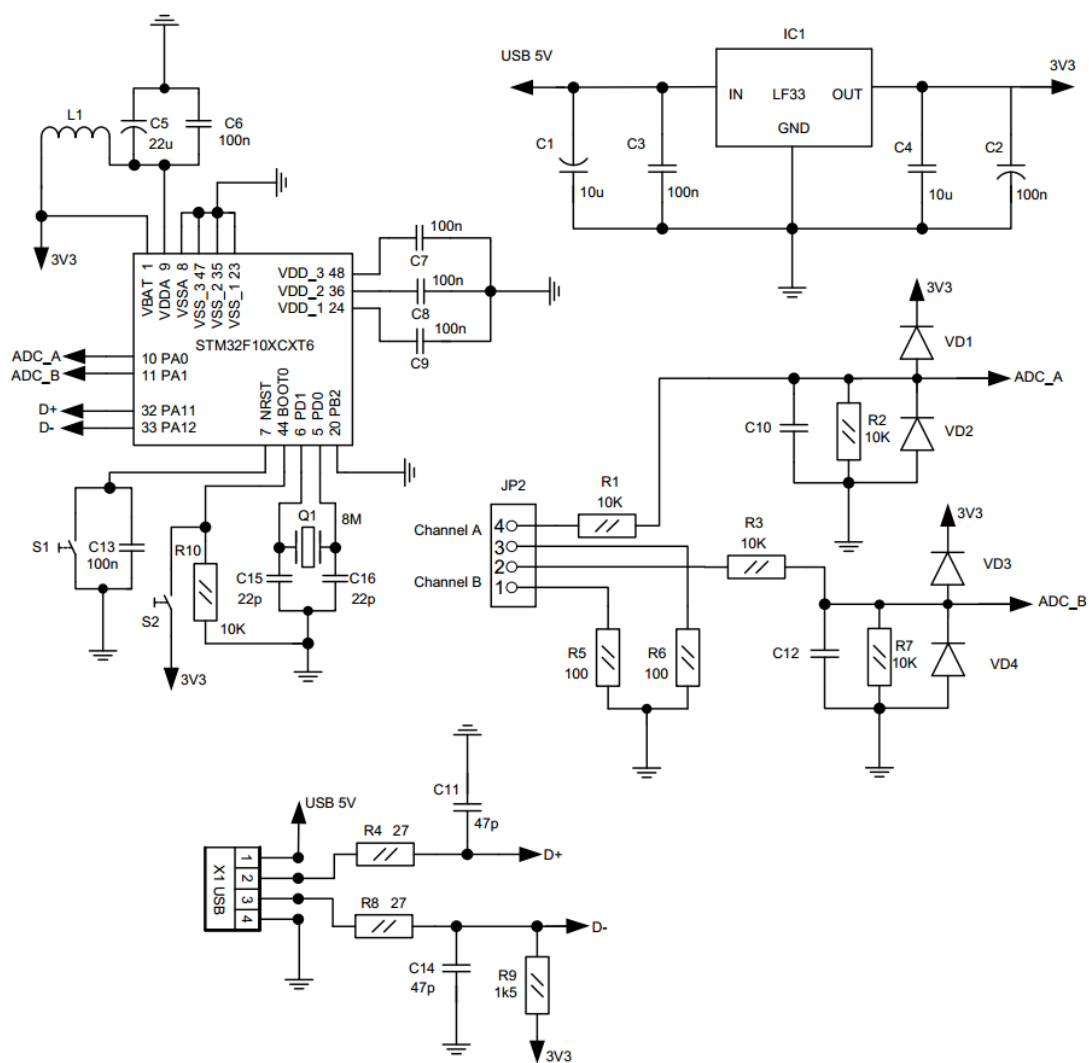 IC1
USB 5V
3V3
IN LF33 OUT
GND
C1
10u
C3
100n
C4
10u
C2
100n
L1
C5
22u
C6
100n
3V3
VBAT 1
VDDA 9
VSSA 8
VSS_3 47
VSS_2 35
VSS_1 23
VDD_3 48
VDD_2 36
VDD_1 24
100n
C7
100n
C8
100n
C9
STM32F10XCXT6
ADC_A
ADC_B
D+
D-
10 PA0
11 PA1
32 PA11
33 PA12
7 NRST
44 BOOT0
6 PD1
5 PD0
20 PB2
S1
C13
100n
R10
10K
S2
3V3
Q1
8M
C15
22p
C16
22p
3V3
VD1
ADC_A
C10
R2
10K
VD2
JP2
Channel A
Channel B
4
3
2
1
R1
10K
R3
10K
R5
100
R6
100
3V3
VD3
ADC_B
C12
R7
10K
VD4
USB 5V
X1 USB
1
2
3
4
R4 27
C11
47p
D+
R8 27
D-
C14
47p
R9
1k5
3V3